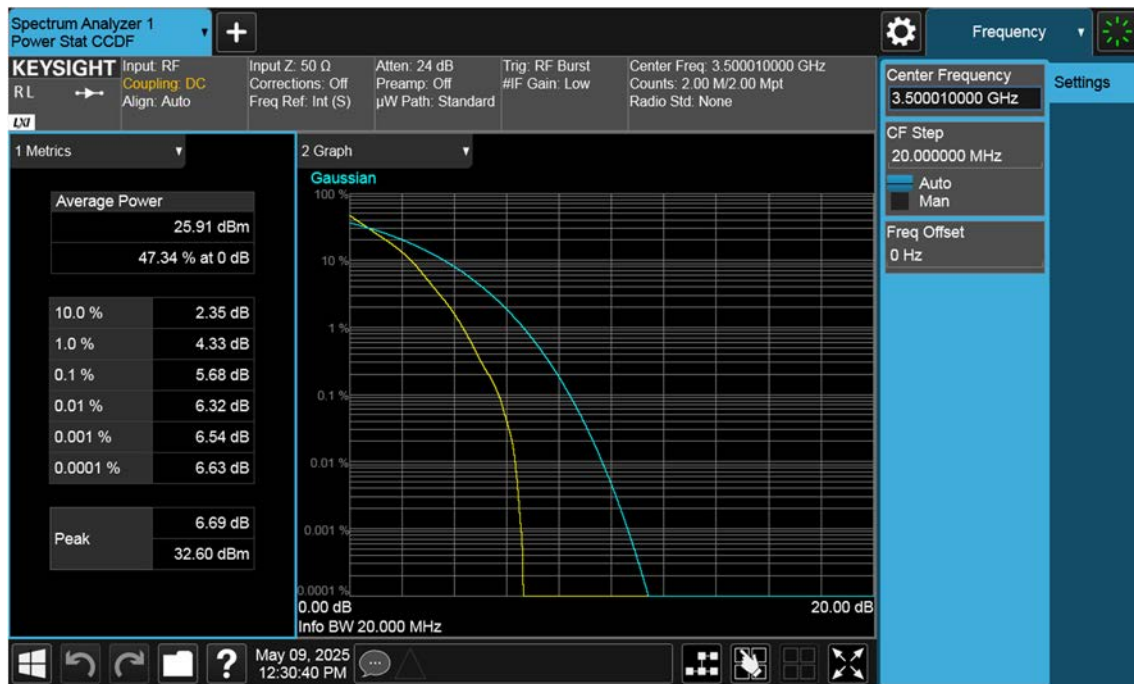 Spectrum Analyzer 1
Power Stat CCDF
Frequency
KEYSIGHT
R L
LXI
Input: RF
Coupling: DC
Align: Auto
Input Z: 50 Ω
Corrections: Off
Freq Ref: Int (S)
Atten: 24 dB
Preamp: Off
µW Path: Standard
Trig: RF Burst
#IF Gain: Low
Center Freq: 3.500010000 GHz
Counts: 2.00 M/2.00 Mpt
Radio Std: None
Center Frequency
3.500010000 GHz
Settings
CF Step
20.000000 MHz
Auto
Man
Freq Offset
0 Hz
1 Metrics
Average Power
25.91 dBm
47.34 % at 0 dB
10.0 % 2.35 dB
1.0 % 4.33 dB
0.1 % 5.68 dB
0.01 % 6.32 dB
0.001 % 6.54 dB
0.0001 % 6.63 dB
Peak
6.69 dB
32.60 dBm
2 Graph
Gaussian
100 %
10 %
1 %
0.1 %
0.01 %
0.001 %
0.0001 %
0.00 dB 20.00 dB
Info BW 20.000 MHz
?
May 09, 2025
12:30:40 PM